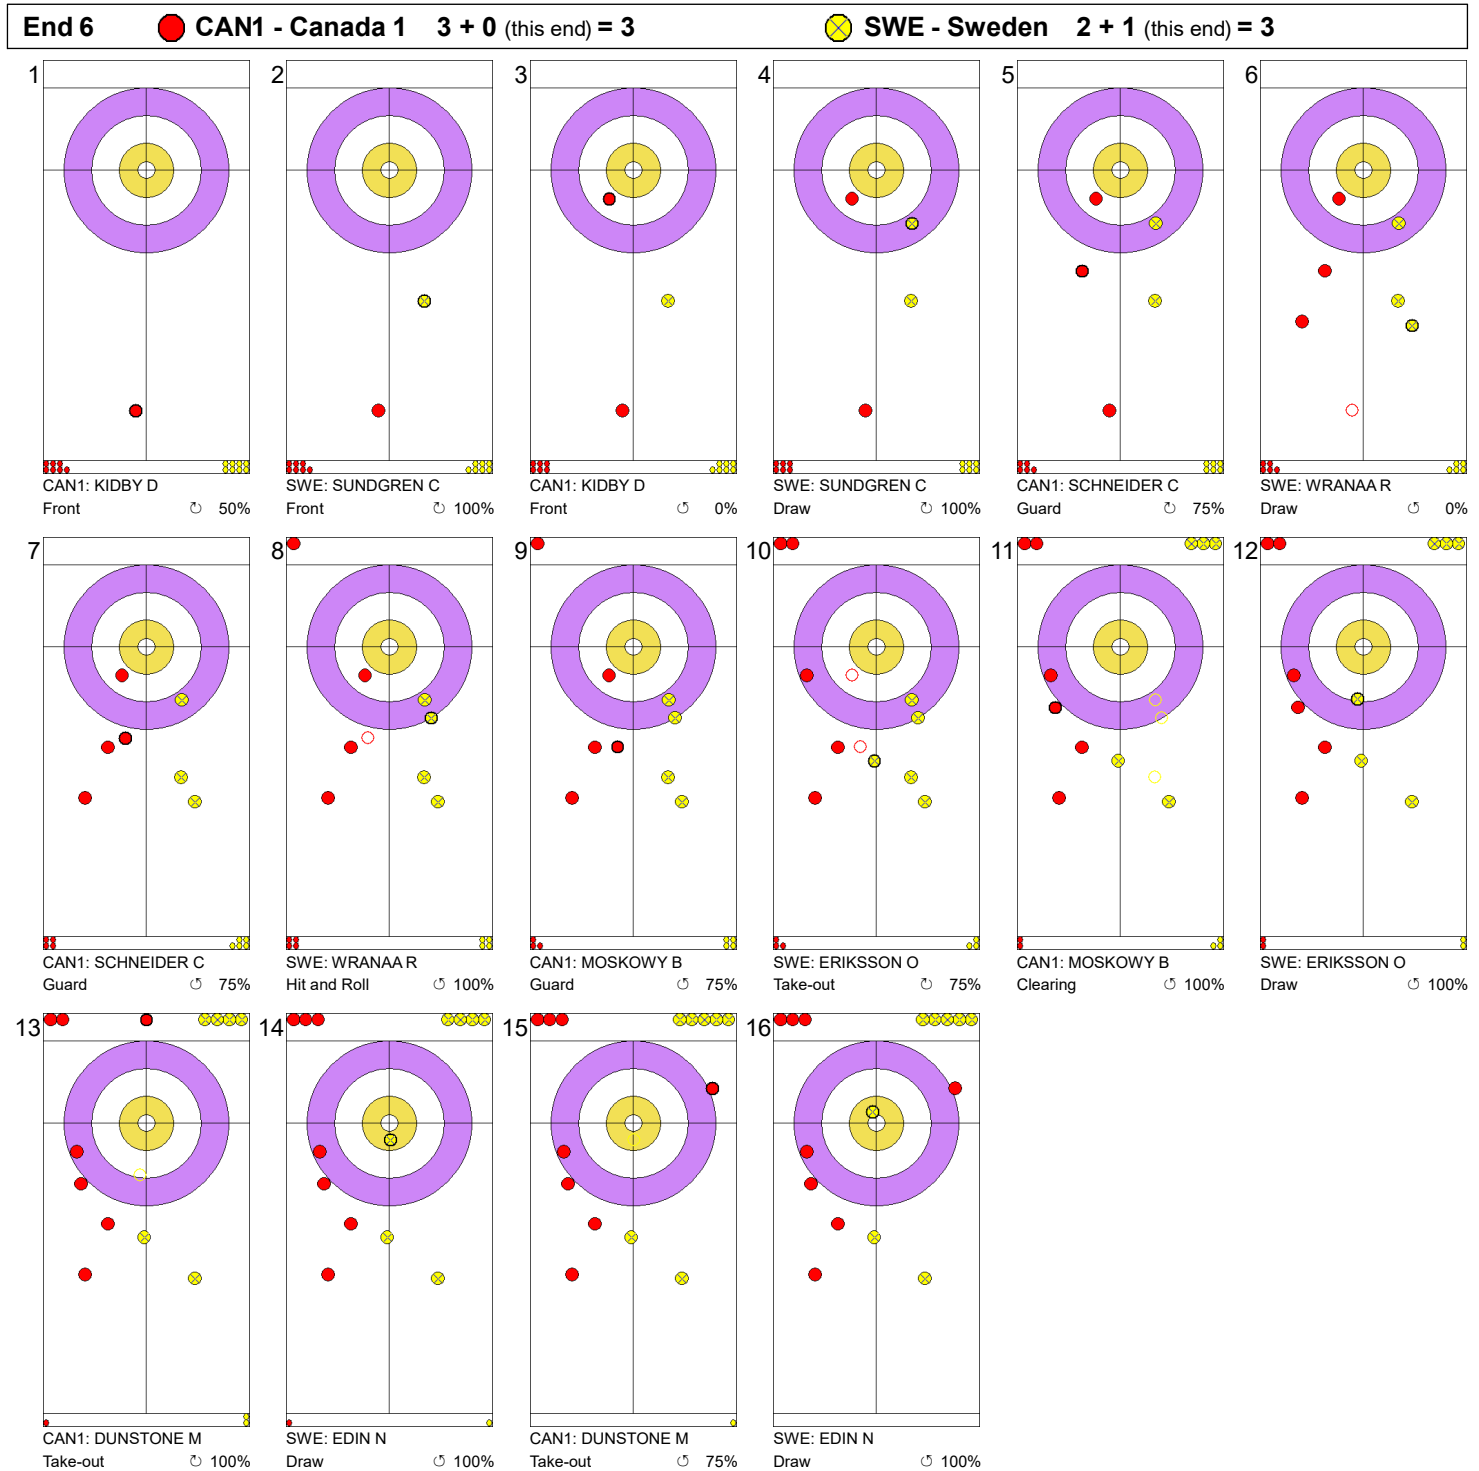 End 6 CAN1 - Canada 1 3 + 0 (this end) = 3 SWE - Sweden 2 + 1 (this end) = 3
1 2 3 4 5 6
CAN1: KIDBY D SWE: SUNDGREN C CAN1: KIDBY D SWE: SUNDGREN C CAN1: SCHNEIDER C SWE: WRANAA R
Front ↻ 50% Front ↻ 100% Front ↺ 0% Draw ↻ 100% Guard ↻ 75% Draw ↺ 0%
7 8 9 10 11 12
CAN1: SCHNEIDER C SWE: WRANAA R CAN1: MOSKOWY B SWE: ERIKSSON O CAN1: MOSKOWY B SWE: ERIKSSON O
Guard ↺ 75% Hit and Roll ↺ 100% Guard ↺ 75% Take-out ↻ 75% Clearing ↺ 100% Draw ↺ 100%
13 14 15 16
CAN1: DUNSTONE M SWE: EDIN N CAN1: DUNSTONE M SWE: EDIN N
Take-out ↻ 100% Draw ↻ 100% Take-out ↺ 75% Draw ↺ 100%